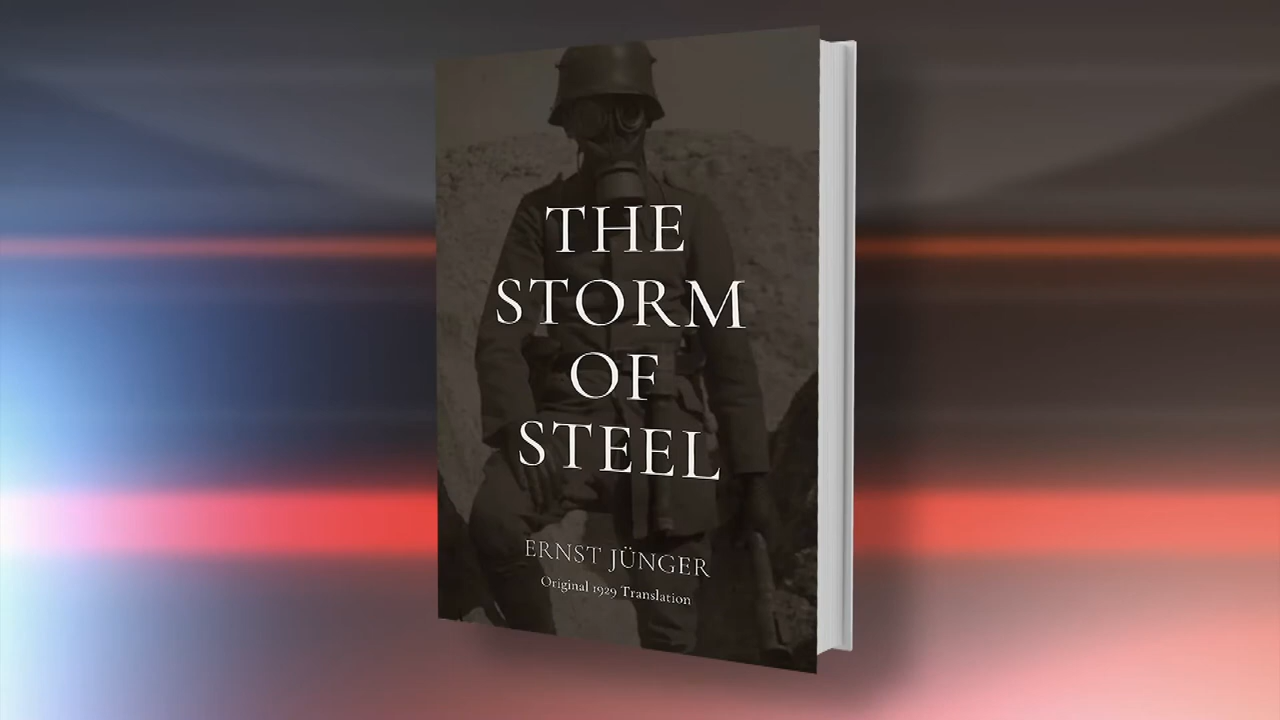 THE
STORM
OF
STEEL
ERNST JÜNGER
Original 1929 Translation